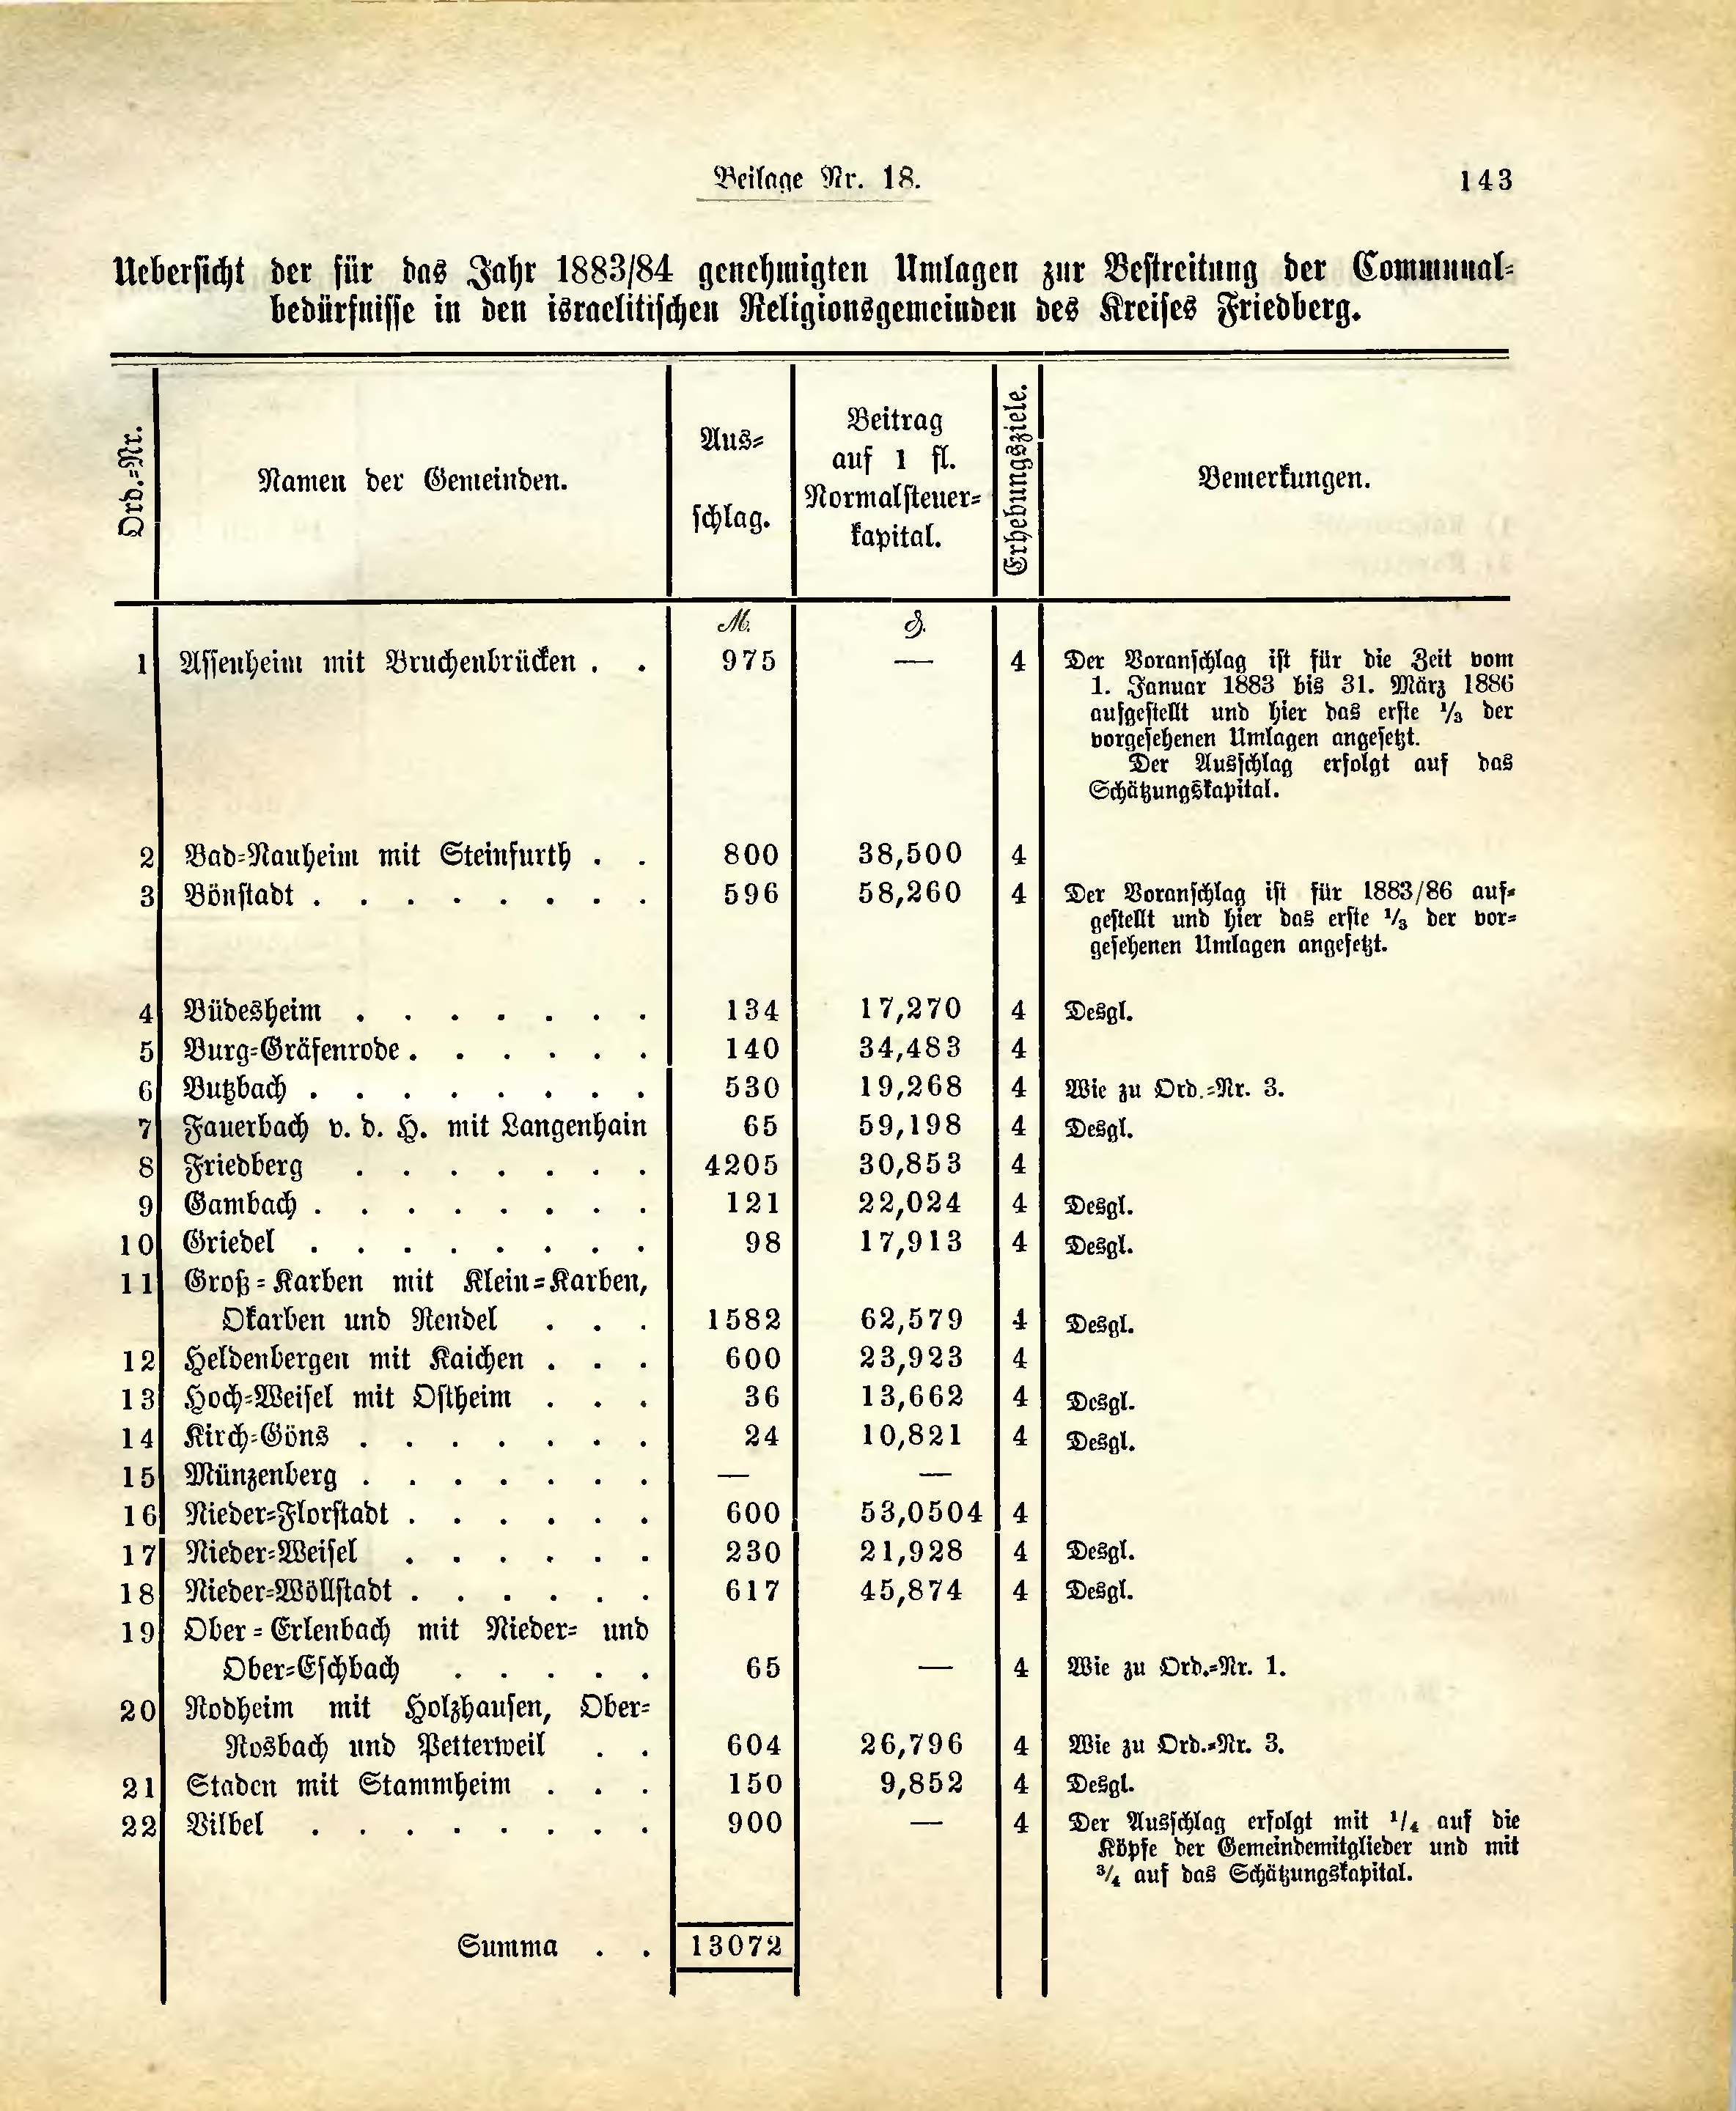 Beilage Nr. 18.
143
Uebersicht der für das Jahr 1883/84 genehmigten Umlagen zur Bestreitung der Communal-
bedürfnisse in den israelitischen Religionsgemeinden des Kreises Friedberg.
Ord.-Nr.
Namen der Gemeinden.
Aus-
schlag.
Beitrag
auf 1 fl.
Normalsteuer-
kapital.
Erhebungsziele.
Bemerkungen.
M. ₰.
1 Assenheim mit Bruchenbrücken . . 975 — 4 Der Voranschlag ist für die Zeit vom
1. Januar 1883 bis 31. März 1886
aufgestellt und hier das erste 1/3 der
vorgesehenen Umlagen angesetzt.
Der Ausschlag erfolgt auf das
Schätzungskapital.
2 Bad-Nauheim mit Steinfurth . . 800 38,500 4
3 Bönstadt . . . . . . . . 596 58,260 4 Der Voranschlag ist für 1883/86 auf-
gestellt und hier das erste 1/3 der vor-
gesehenen Umlagen angesetzt.
4 Büdesheim . . . . . . . 134 17,270 4 Desgl.
5 Burg-Gräfenrode . . . . . . 140 34,483 4
6 Butzbach . . . . . . . . 530 19,268 4 Wie zu Ord.-Nr. 3.
7 Fauerbach v. d. H. mit Langenhain 65 59,198 4 Desgl.
8 Friedberg . . . . . . . 4205 30,853 4
9 Gambach . . . . . . . . 121 22,024 4 Desgl.
10 Griedel . . . . . . . . 98 17,913 4 Desgl.
11 Groß-Karben mit Klein-Karben,
Okarben und Rendel . . . 1582 62,579 4 Desgl.
12 Heldenbergen mit Kaichen . . . 600 23,923 4
13 Hoch-Weisel mit Ostheim . . . 36 13,662 4 Desgl.
14 Kirch-Göns . . . . . . . 24 10,821 4 Desgl.
15 Münzenberg . . . . . . . — —
16 Nieder-Florstadt . . . . . . 600 53,0504 4
17 Nieder-Weisel . . . . . . 230 21,928 4 Desgl.
18 Nieder-Wöllstadt . . . . . . 617 45,874 4 Desgl.
19 Ober-Erlenbach mit Nieder- und
Ober-Eschbach . . . . . 65 — 4 Wie zu Ord.-Nr. 1.
20 Rodheim mit Holzhausen, Ober-
Rosbach und Petterweil . . 604 26,796 4 Wie zu Ord.-Nr. 3.
21 Staden mit Stammheim . . . 150 9,852 4 Desgl.
22 Vilbel . . . . . . . . 900 — 4 Der Ausschlag erfolgt mit 1/4 auf die
Köpfe der Gemeindemitglieder und mit
3/4 auf das Schätzungskapital.
Summa . . 13072